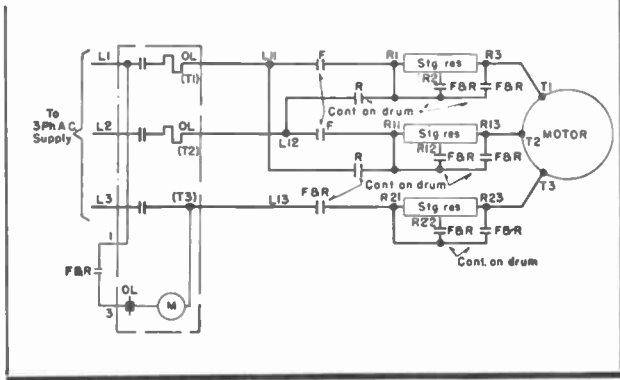 L1
OL
(T1)
L11
F
R1
Stg res
R3
R2
F&R
F&R
T1
R
Cont on drum
To
3 Ph AC
Supply
L2
OL
(T2)
L12
F
R11
Stg res
R13
R12
F&R
F&R
T2
MOTOR
R
Cont on drum
T3
L3
(T3)
L13
F&R
R21
Stg res
R23
R22
F&R
F&R
Cont. on drum
1
F&R
OL
M
3